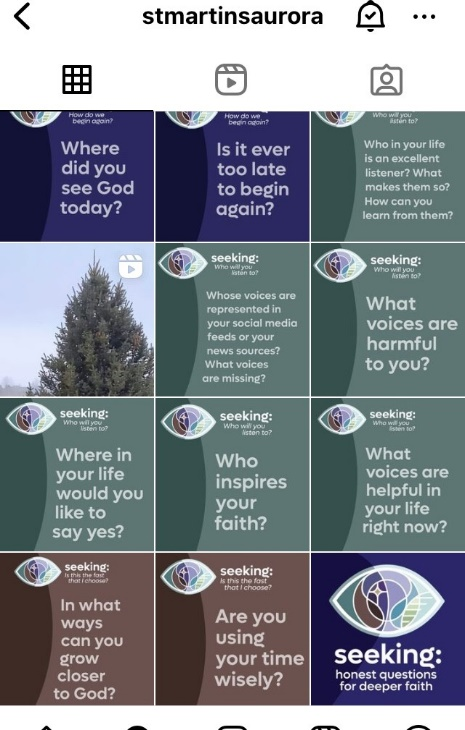 stmartinsaurora
How do we
begin again?
Where
did you
see God
today?
How do we
begin again?
Is it ever
too late
to begin
again?
Who will you
listen to?
Who in your life
is an excellent
listener? What
makes them so?
How can you
learn from them?
seeking:
Who will you
listen to?
Whose voices are
represented in
your social media
feeds or your
news sources?
What voices
are missing?
seeking:
Who will you
listen to?
What
voices are
harmful
to you?
seeking:
Who will you
listen to?
Where in
your life
would you
like to
say yes?
seeking:
Who will you
listen to?
Who
inspires
your
faith?
seeking:
Who will you
listen to?
What
voices are
helpful in
your life
right now?
seeking:
Is this the fast
that I choose?
In what
ways
can you
grow
closer
to God?
seeking:
Is this the fast
that I choose?
Are you
using
your time
wisely?
seeking:
honest questions
for deeper faith